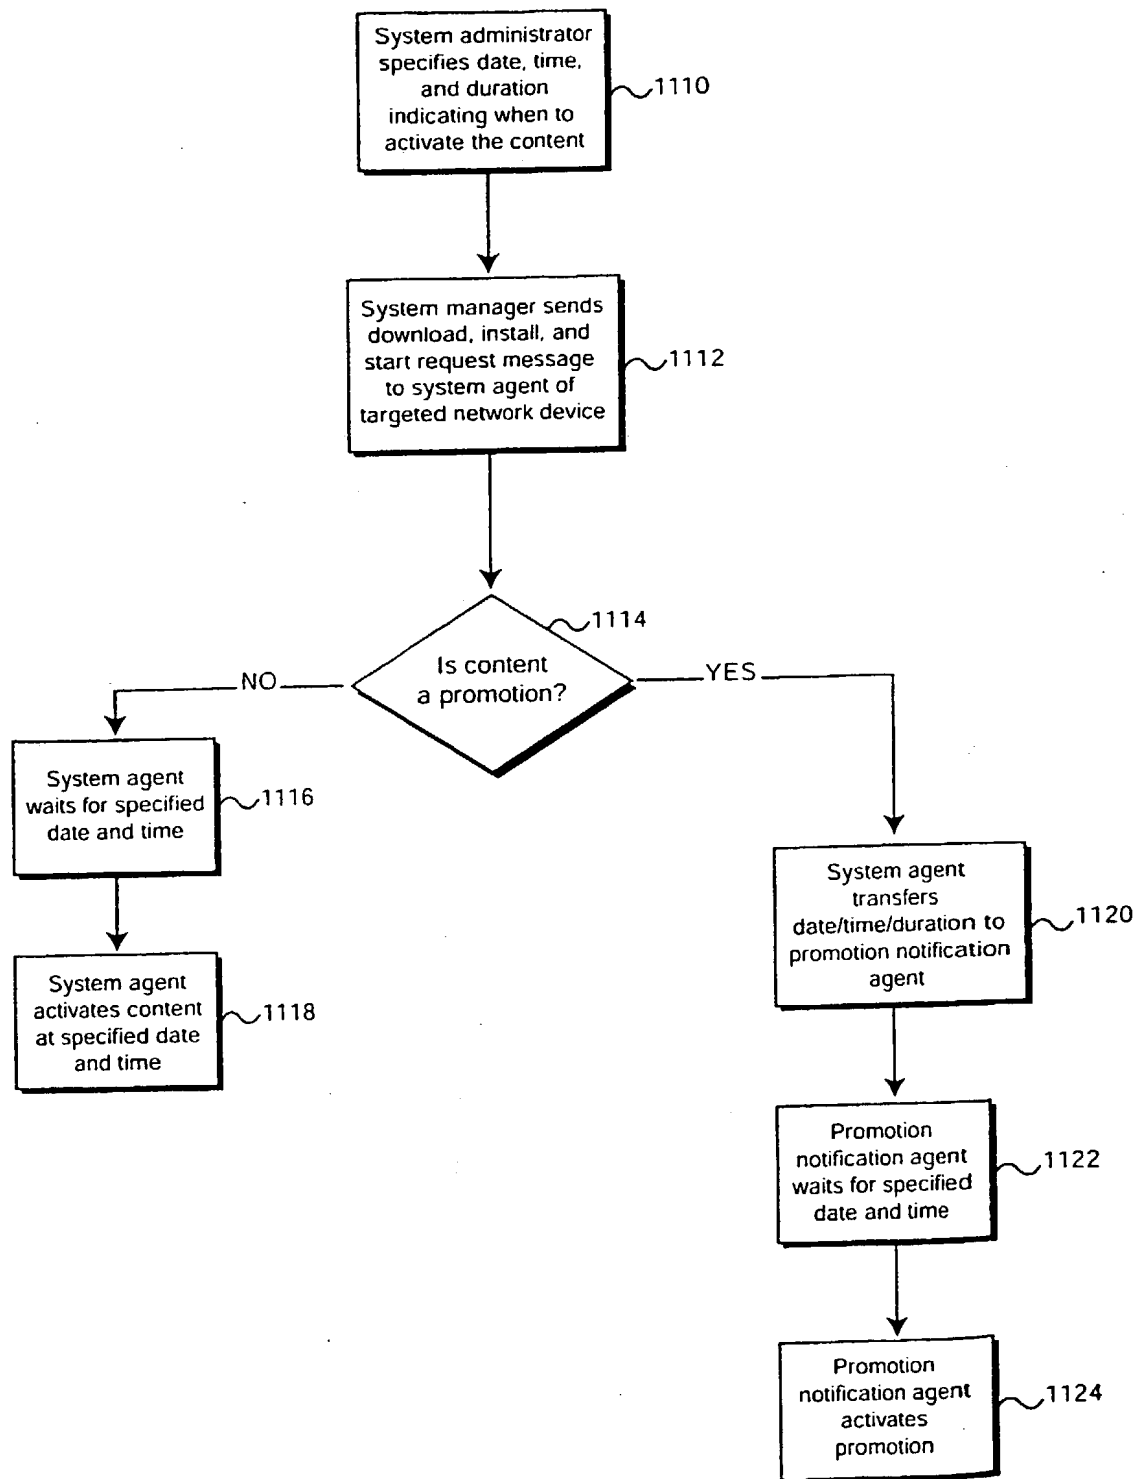 System administrator
specifies date, time,
and duration
indicating when to
activate the content
1110
System manager sends
download, install, and
start request message
to system agent of
targeted network device
1112
1114
Is content
a promotion?
NO
YES
System agent
waits for specified
date and time
1116
System agent
activates content
at specified date
and time
1118
System agent
transfers
date/time/duration to
promotion notification
agent
1120
Promotion
notification agent
waits for specified
date and time
1122
Promotion
notification agent
activates
promotion
1124